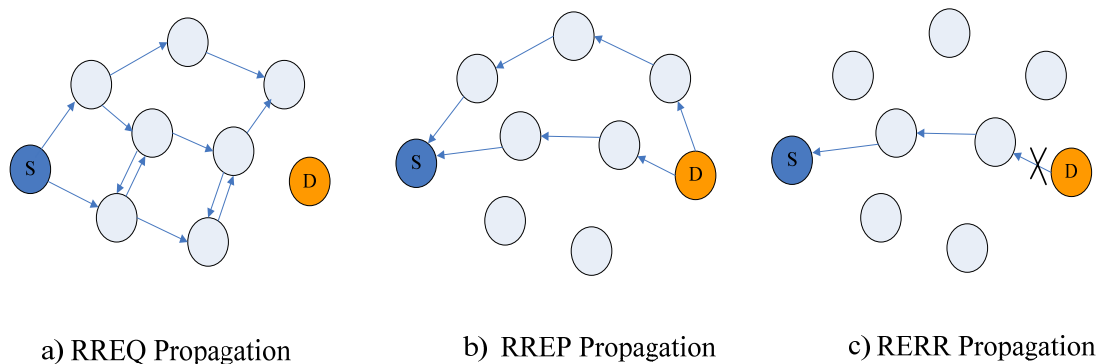 S
D
a) RREQ Propagation
S
D
b) RREP Propagation
S
D
c) RERR Propagation